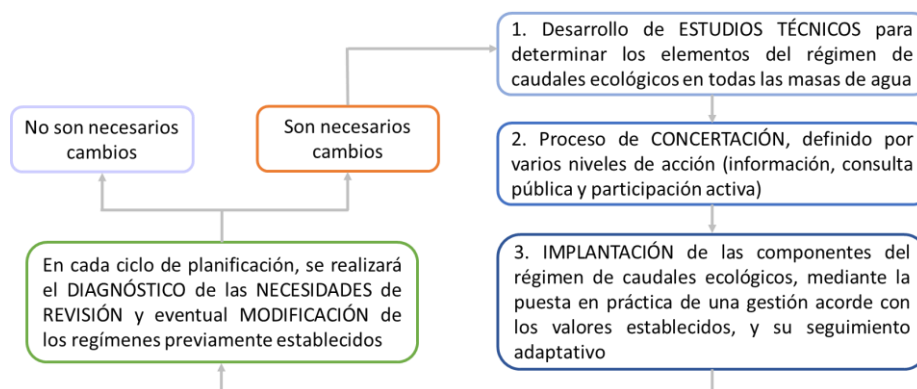 1. Desarrollo de ESTUDIOS TÉCNICOS para
determinar los elementos del régimen de
caudales ecológicos en todas las masas de agua
No son necesarios
cambios
Son necesarios
cambios
2. Proceso de CONCERTACIÓN, definido por
varios niveles de acción (información, consulta
pública y participación activa)
En cada ciclo de planificación, se realizará
el DIAGNÓSTICO de las NECESIDADES de
REVISIÓN y eventual MODIFICACIÓN de
los regímenes previamente establecidos
3. IMPLANTACIÓN de las componentes del
régimen de caudales ecológicos, mediante la
puesta en práctica de una gestión acorde con
los valores establecidos, y su seguimiento
adaptativo